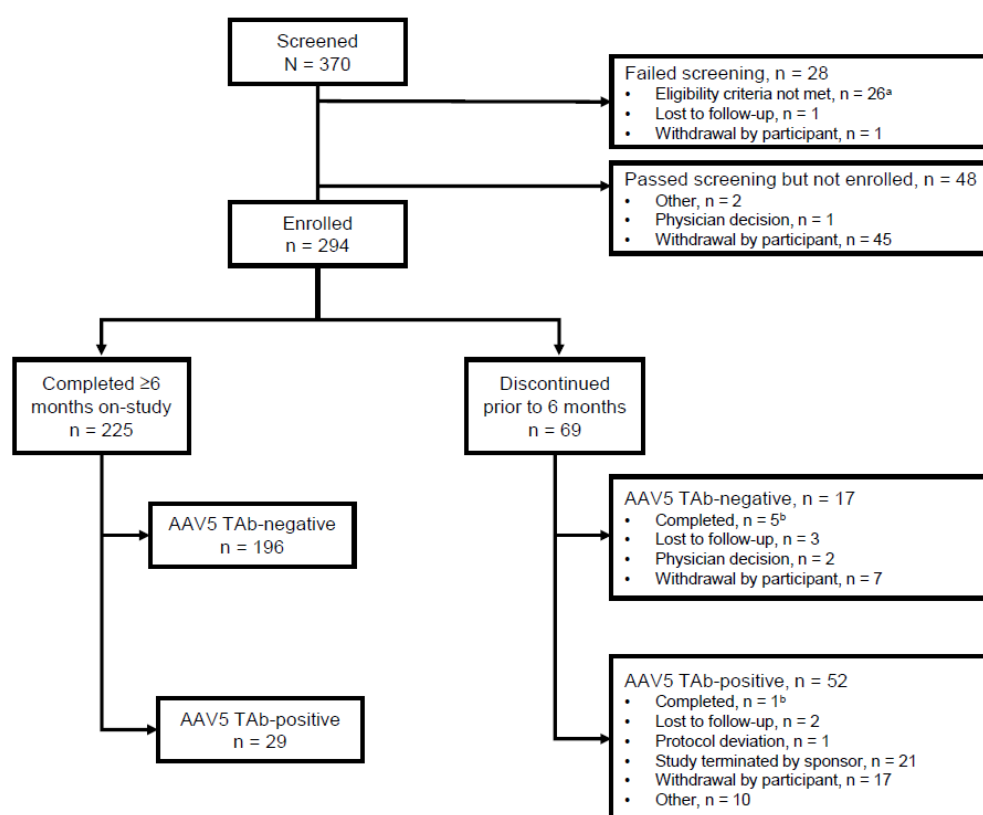 Screened
N = 370
Failed screening, n = 28
• Eligibility criteria not met, n = 26ᵃ
• Lost to follow-up, n = 1
• Withdrawal by participant, n = 1
Passed screening but not enrolled, n = 48
• Other, n = 2
• Physician decision, n = 1
• Withdrawal by participant, n = 45
Enrolled
n = 294
Completed ≥6
months on-study
n = 225
Discontinued
prior to 6 months
n = 69
AAV5 TAb-negative
n = 196
AAV5 TAb-negative, n = 17
• Completed, n = 5ᵇ
• Lost to follow-up, n = 3
• Physician decision, n = 2
• Withdrawal by participant, n = 7
AAV5 TAb-positive
n = 29
AAV5 TAb-positive, n = 52
• Completed, n = 1ᵇ
• Lost to follow-up, n = 2
• Protocol deviation, n = 1
• Study terminated by sponsor, n = 21
• Withdrawal by participant, n = 17
• Other, n = 10